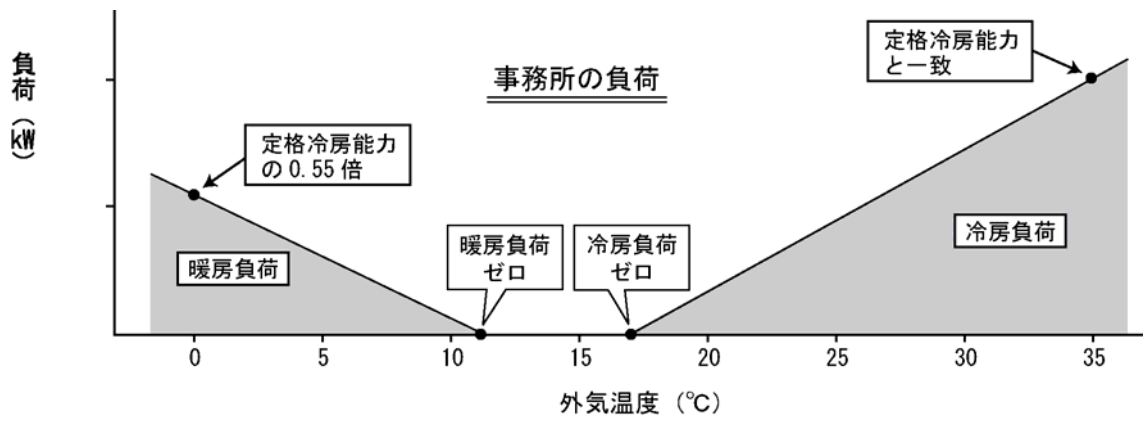 負荷（kW）
事務所の負荷
定格冷房能力
と一致
定格冷房能力
の0.55倍
暖房負荷
暖房負荷
ゼロ
冷房負荷
ゼロ
冷房負荷
0 5 10 15 20 25 30 35
外気温度（℃）